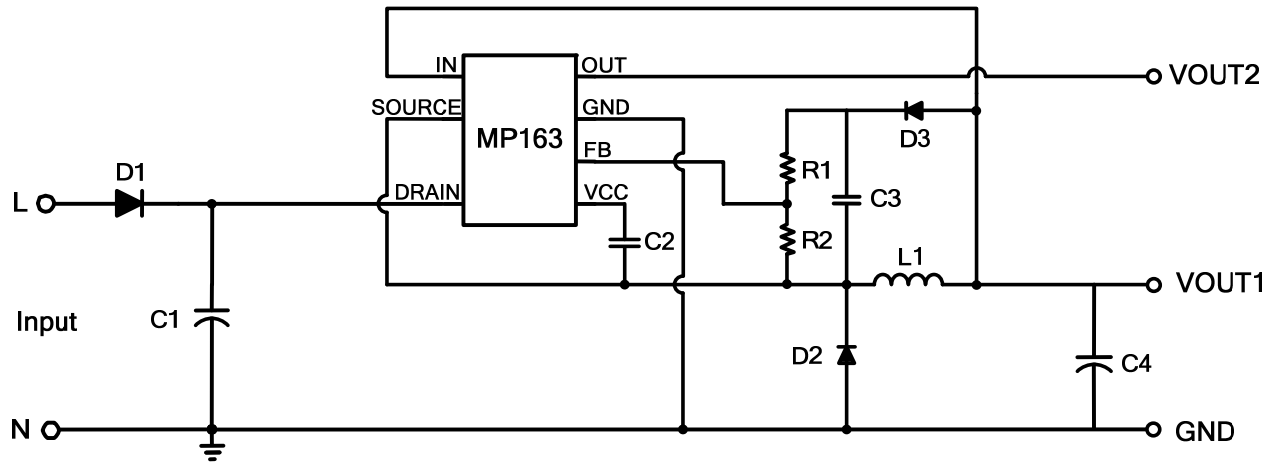 IN
OUT
VOUT2
SOURCE
GND
MP163
D3
FB
D1
R1
L
DRAIN
VCC
C3
C2
R2
L1
VOUT1
Input
C1
D2
C4
N
GND